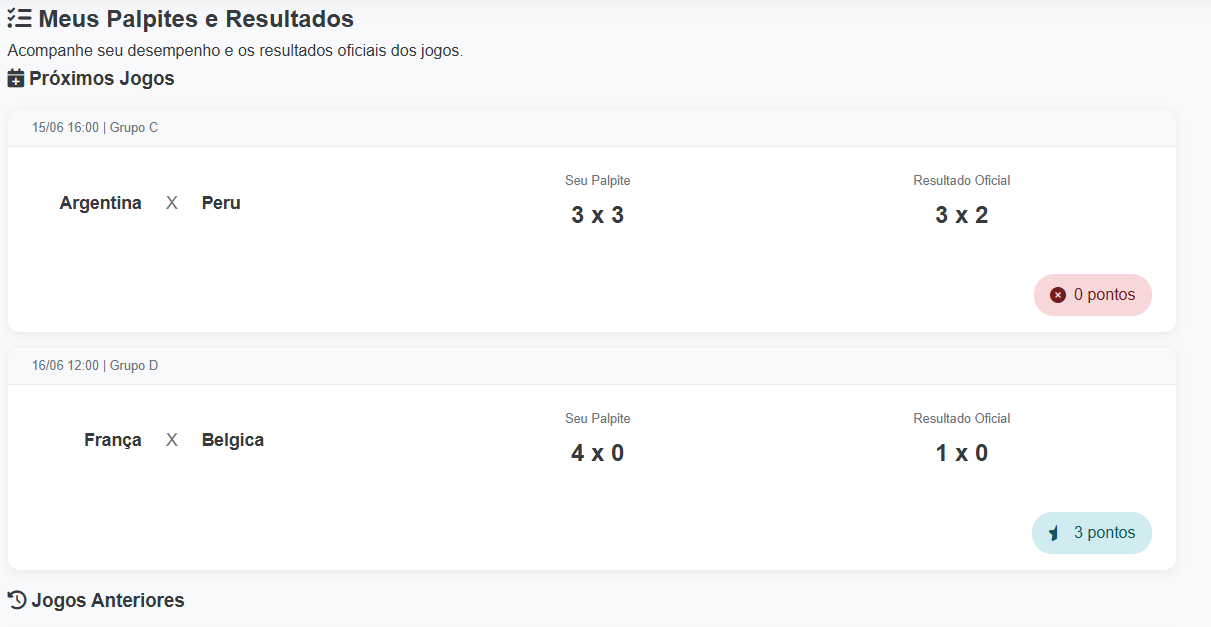 Meus Palpites e Resultados
Acompanhe seu desempenho e os resultados oficiais dos jogos.
Próximos Jogos
15/06 16:00 | Grupo C
Argentina X Peru
Seu Palpite
3 x 3
Resultado Oficial
3 x 2
0 pontos
16/06 12:00 | Grupo D
França X Belgica
Seu Palpite
4 x 0
Resultado Oficial
1 x 0
3 pontos
Jogos Anteriores